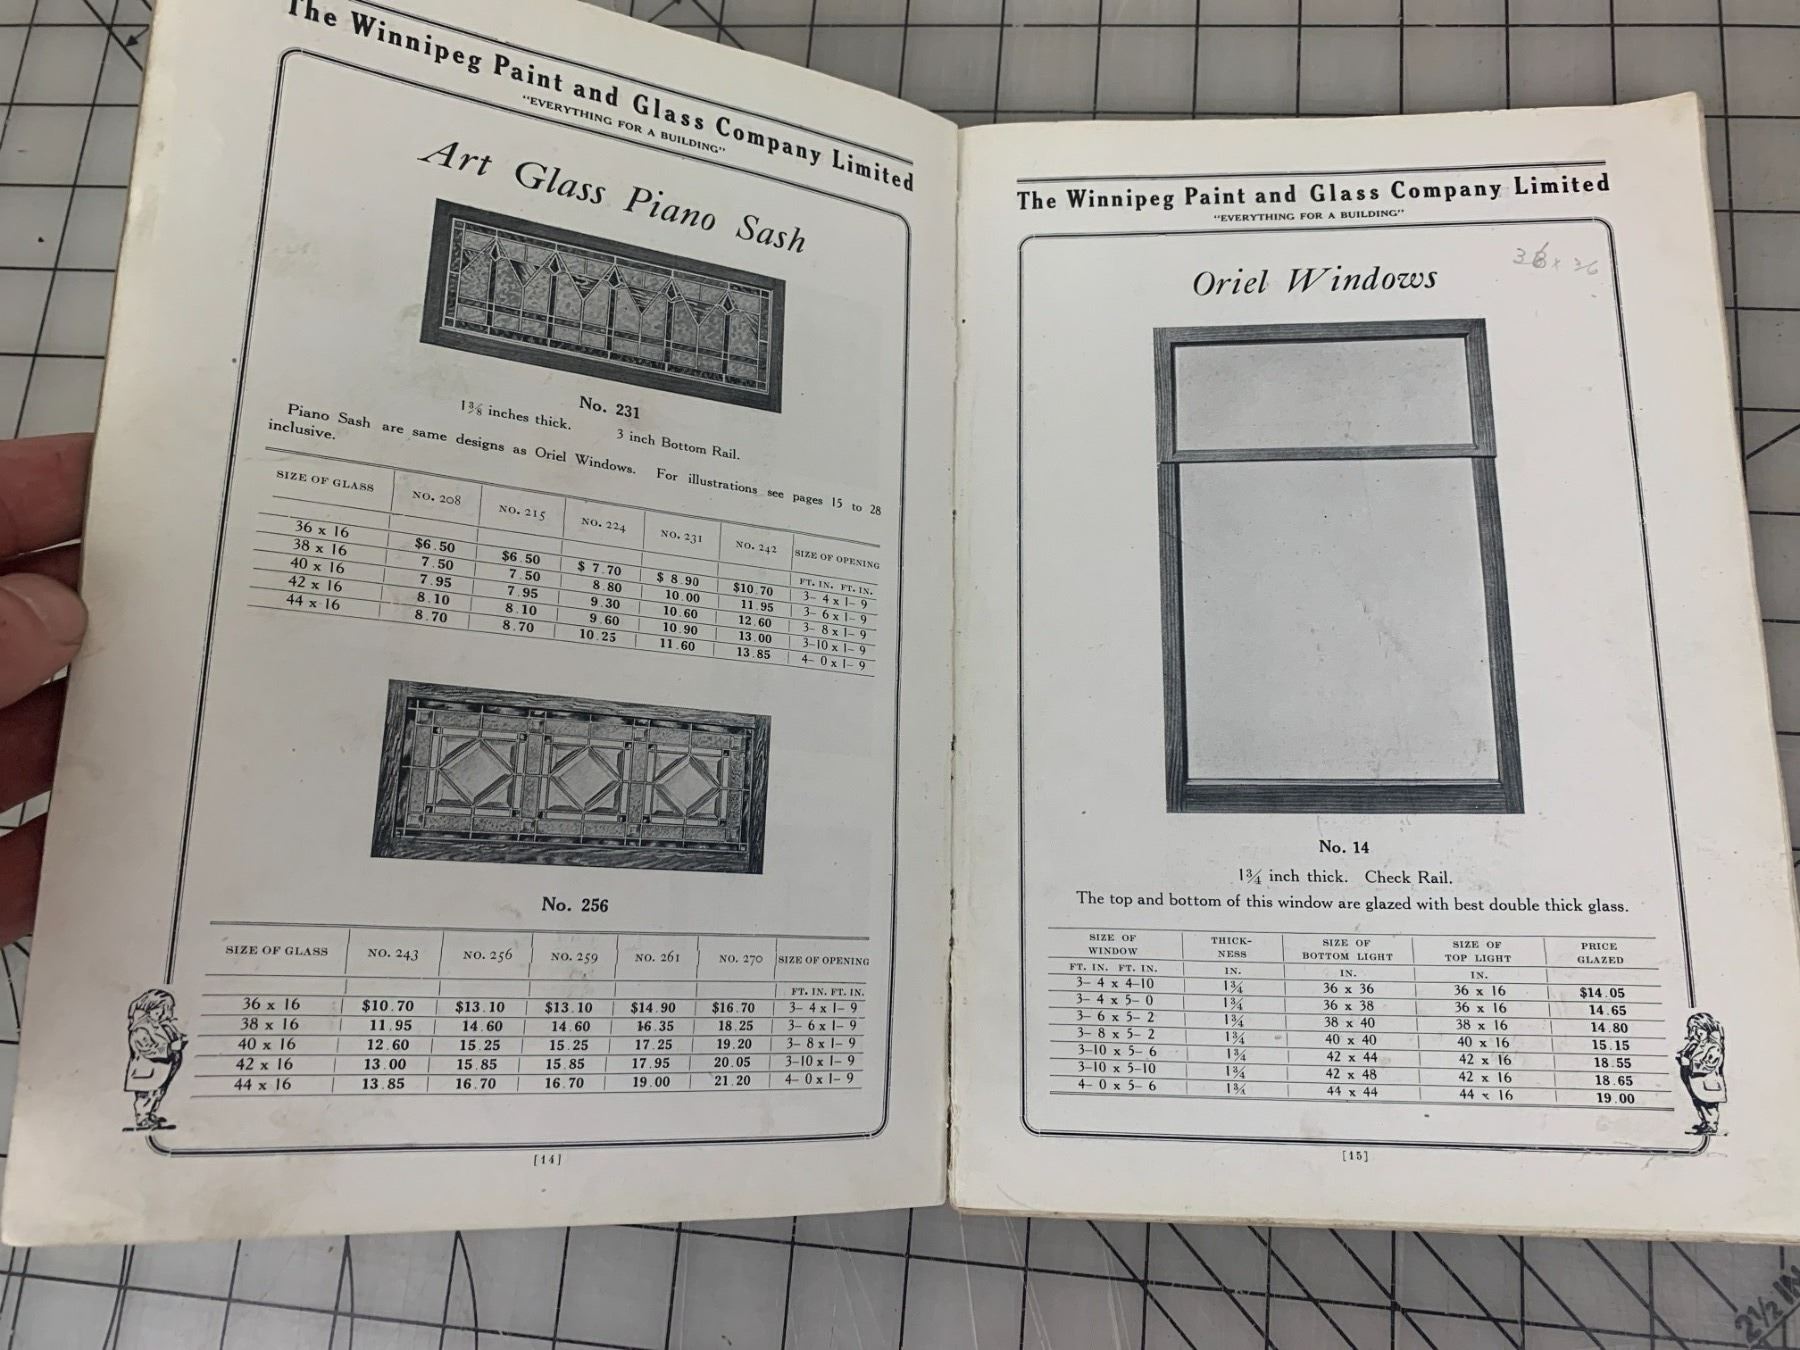 The Winnipeg Paint and Glass Company Limited
"EVERYTHING FOR A BUILDING"
Art Glass Piano Sash
No. 231
1⅜ inches thick. 3 inch Bottom Rail.
Piano Sash are same designs as Oriel Windows. For illustrations see pages 15 to 28
inclusive.
SIZE OF GLASS NO. 208 NO. 215 NO. 224 NO. 231 NO. 242 SIZE OF OPENING
FT. IN. FT. IN.
36 x 16 $6.50 $6.50 $ 7.70 $ 8.90 $10.70 3- 4 x 1- 9
38 x 16 7.50 7.50 8.80 10.00 11.95 3- 6 x 1- 9
40 x 16 7.95 7.95 9.30 10.60 12.60 3- 8 x 1- 9
42 x 16 8.10 8.10 9.60 10.90 13.00 3-10 x 1- 9
44 x 16 8.70 8.70 10.25 11.60 13.85 4- 0 x 1- 9
No. 256
SIZE OF GLASS NO. 243 NO. 256 NO. 259 NO. 261 NO. 270 SIZE OF OPENING
FT. IN. FT. IN.
36 x 16 $10.70 $13.10 $13.10 $14.90 $16.70 3- 4 x 1- 9
38 x 16 11.95 14.60 14.60 16.35 18.25 3- 6 x 1- 9
40 x 16 12.60 15.25 15.25 17.25 19.20 3- 8 x 1- 9
42 x 16 13.00 15.85 15.85 17.95 20.05 3-10 x 1- 9
44 x 16 13.85 16.70 16.70 19.00 21.20 4- 0 x 1- 9
[14]
The Winnipeg Paint and Glass Company Limited
"EVERYTHING FOR A BUILDING"
Oriel Windows
No. 14
1¾ inch thick. Check Rail.
The top and bottom of this window are glazed with best double thick glass.
SIZE OF WINDOW THICK-NESS SIZE OF BOTTOM LIGHT SIZE OF TOP LIGHT PRICE GLAZED
FT. IN. FT. IN. IN. IN. IN.
3- 4 x 4-10 1¾ 36 x 36 36 x 16 $14.05
3- 4 x 5- 0 1¾ 36 x 38 36 x 16 14.65
3- 6 x 5- 2 1¾ 38 x 40 38 x 16 14.80
3- 8 x 5- 2 1¾ 40 x 40 40 x 16 15.15
3-10 x 5- 6 1¾ 42 x 44 42 x 16 18.55
3-10 x 5-10 1¾ 42 x 48 42 x 16 18.65
4- 0 x 5- 6 1¾ 44 x 44 44 x 16 19.00
[15]
2½ IN